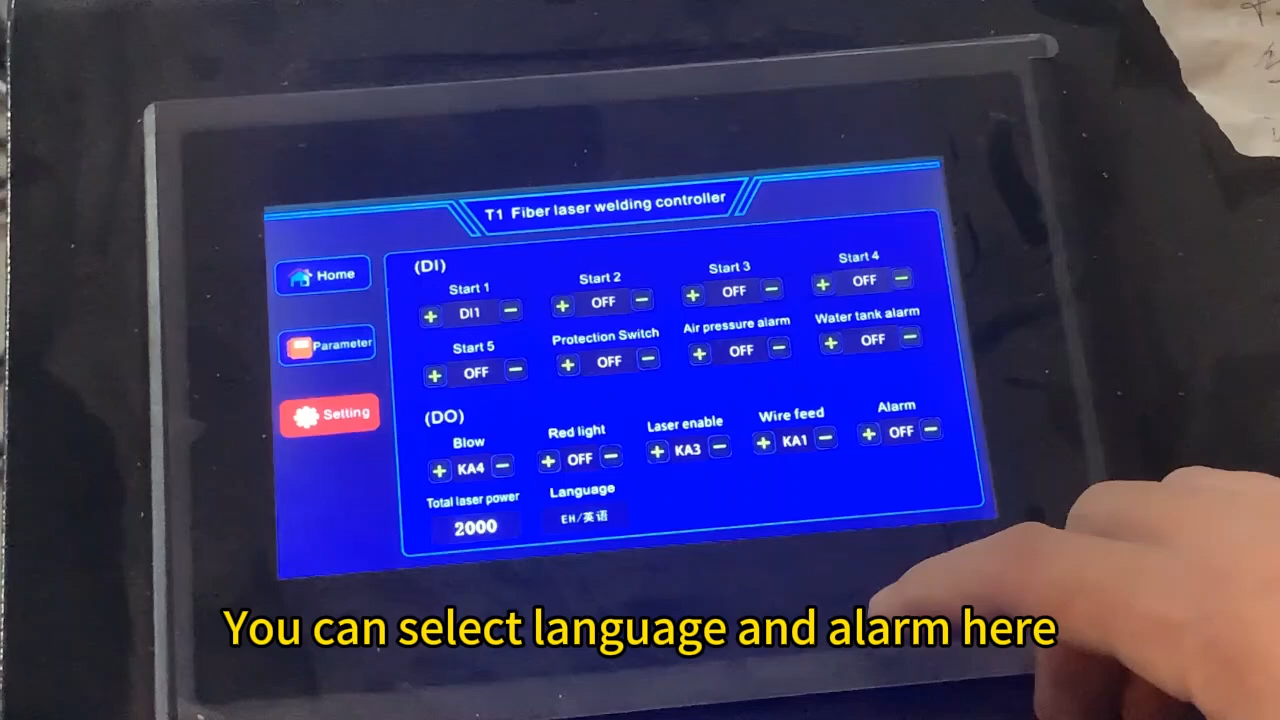 T1 Fiber laser welding controller
Home
Parameter
Setting
(DI)
Start 1
Start 2
Start 3
Start 4
+ DI1 −
+ OFF −
+ OFF −
+ OFF −
Start 5
Protection Switch
Air pressure alarm
Water tank alarm
+ OFF −
+ OFF −
+ OFF −
+ OFF −
(DO)
Blow
Red light
Laser enable
Wire feed
Alarm
+ KA4 −
+ OFF −
+ KA3 −
+ KA1 −
+ OFF −
Total laser power
Language
2000
EH/英语
You can select language and alarm here